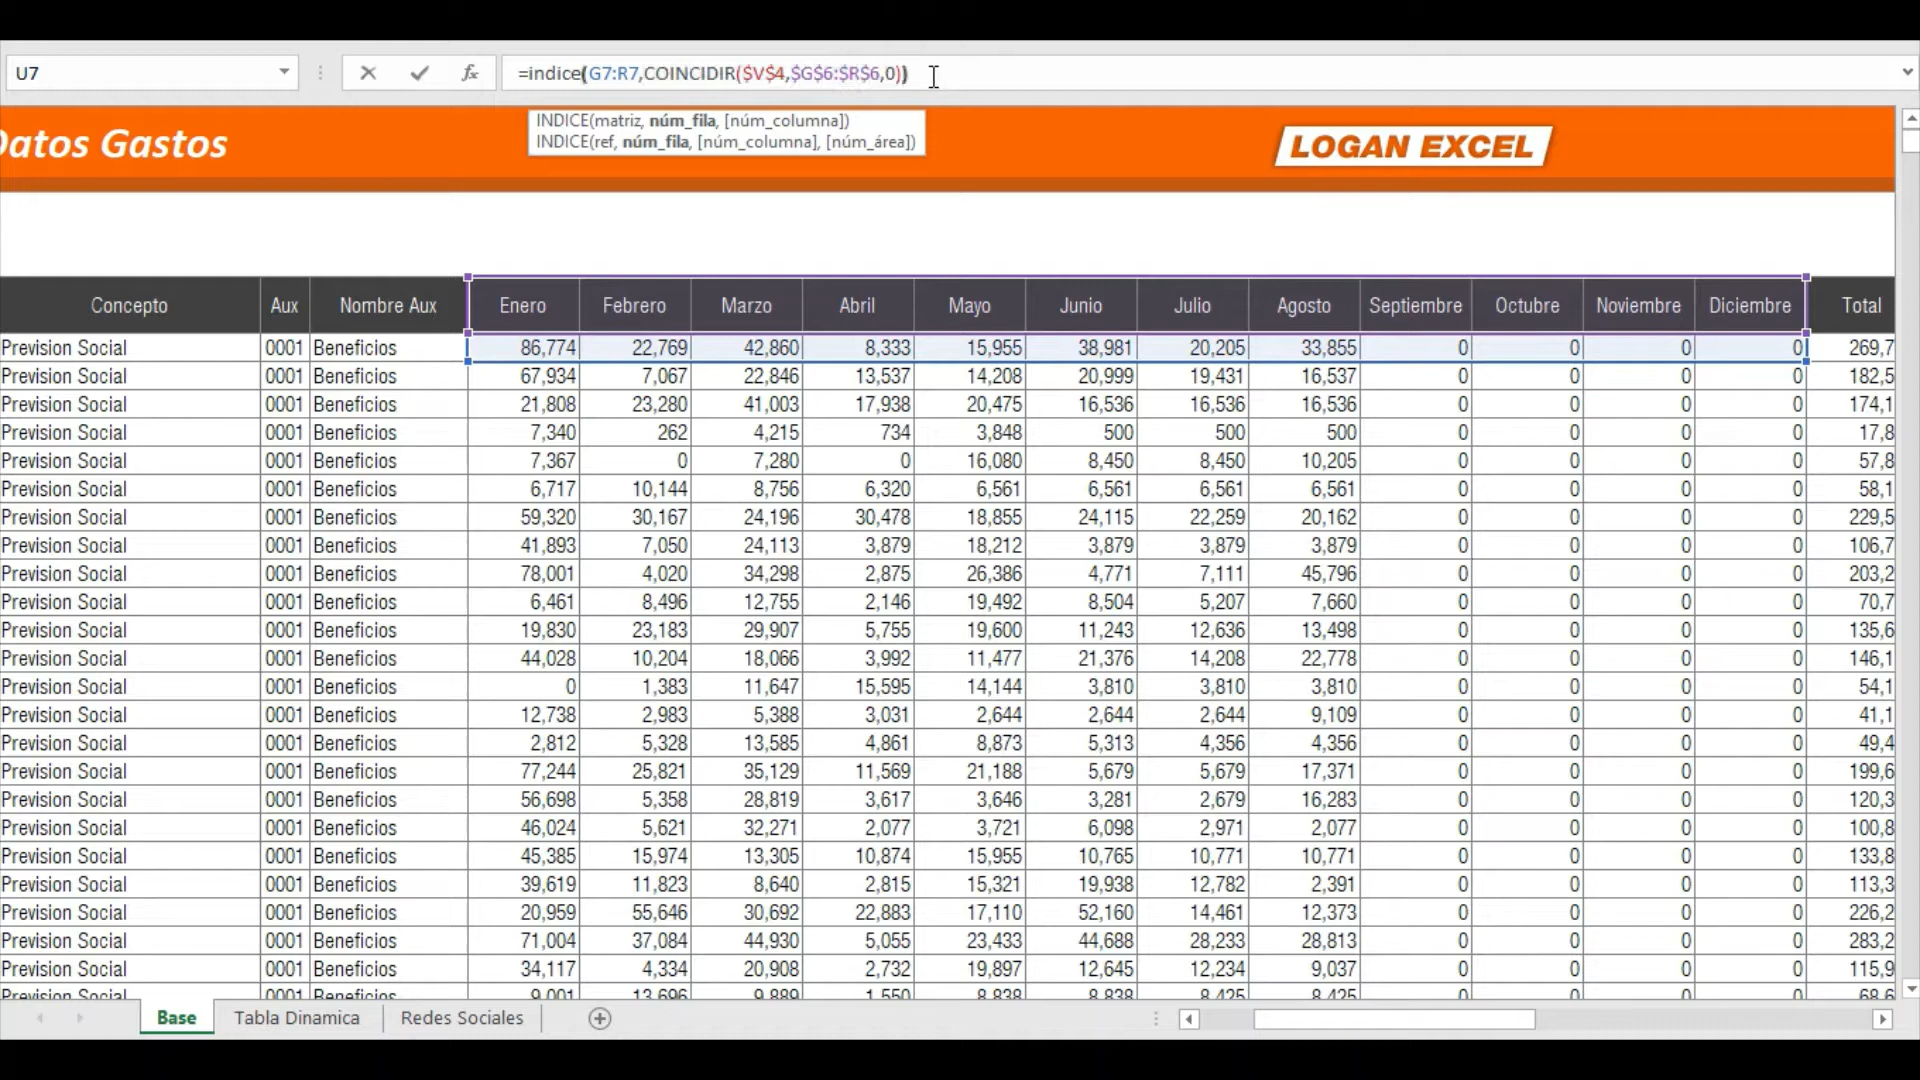 U7
=indice(G7:R7,COINCIDIR($V$4,$G$6:$R$6,0))
INDICE(matriz, núm_fila, [núm_columna])
INDICE(ref, núm_fila, [núm_columna], [núm_área])
Datos Gastos
LOGAN EXCEL
Concepto Aux Nombre Aux Enero Febrero Marzo Abril Mayo Junio Julio Agosto Septiembre Octubre Noviembre Diciembre Total
Prevision Social 0001 Beneficios 86,774 22,769 42,860 8,333 15,955 38,981 20,205 33,855 0 0 0 0 269,7
Prevision Social 0001 Beneficios 67,934 7,067 22,846 13,537 14,208 20,999 19,431 16,537 0 0 0 0 182,5
Prevision Social 0001 Beneficios 21,808 23,280 41,003 17,938 20,475 16,536 16,536 16,536 0 0 0 0 174,1
Prevision Social 0001 Beneficios 7,340 262 4,215 734 3,848 500 500 500 0 0 0 0 17,8
Prevision Social 0001 Beneficios 7,367 0 7,280 0 16,080 8,450 8,450 10,205 0 0 0 0 57,8
Prevision Social 0001 Beneficios 6,717 10,144 8,756 6,320 6,561 6,561 6,561 6,561 0 0 0 0 58,1
Prevision Social 0001 Beneficios 59,320 30,167 24,196 30,478 18,855 24,115 22,259 20,162 0 0 0 0 229,5
Prevision Social 0001 Beneficios 41,893 7,050 24,113 3,879 18,212 3,879 3,879 3,879 0 0 0 0 106,7
Prevision Social 0001 Beneficios 78,001 4,020 34,298 2,875 26,386 4,771 7,111 45,796 0 0 0 0 203,2
Prevision Social 0001 Beneficios 6,461 8,496 12,755 2,146 19,492 8,504 5,207 7,660 0 0 0 0 70,7
Prevision Social 0001 Beneficios 19,830 23,183 29,907 5,755 19,600 11,243 12,636 13,498 0 0 0 0 135,6
Prevision Social 0001 Beneficios 44,028 10,204 18,066 3,992 11,477 21,376 14,208 22,778 0 0 0 0 146,1
Prevision Social 0001 Beneficios 0 1,383 11,647 15,595 14,144 3,810 3,810 3,810 0 0 0 0 54,1
Prevision Social 0001 Beneficios 12,738 2,983 5,388 3,031 2,644 2,644 2,644 9,109 0 0 0 0 41,1
Prevision Social 0001 Beneficios 2,812 5,328 13,585 4,861 8,873 5,313 4,356 4,356 0 0 0 0 49,4
Prevision Social 0001 Beneficios 77,244 25,821 35,129 11,569 21,188 5,679 5,679 17,371 0 0 0 0 199,6
Prevision Social 0001 Beneficios 56,698 5,358 28,819 3,617 3,646 3,281 2,679 16,283 0 0 0 0 120,3
Prevision Social 0001 Beneficios 46,024 5,621 32,271 2,077 3,721 6,098 2,971 2,077 0 0 0 0 100,8
Prevision Social 0001 Beneficios 45,385 15,974 13,305 10,874 15,955 10,765 10,771 10,771 0 0 0 0 133,8
Prevision Social 0001 Beneficios 39,619 11,823 8,640 2,815 15,321 19,938 12,782 2,391 0 0 0 0 113,3
Prevision Social 0001 Beneficios 20,959 55,646 30,692 22,883 17,110 52,160 14,461 12,373 0 0 0 0 226,2
Prevision Social 0001 Beneficios 71,004 37,084 44,930 5,055 23,433 44,688 28,233 28,813 0 0 0 0 283,2
Prevision Social 0001 Beneficios 34,117 4,334 20,908 2,732 19,897 12,645 12,234 9,037 0 0 0 0 115,9
Prevision Social 0001 Beneficios 9,001 13,696 9,889 1,550 8,838 8,838 8,425 8,425 0 0 0 0 68,6
Base Tabla Dinamica Redes Sociales